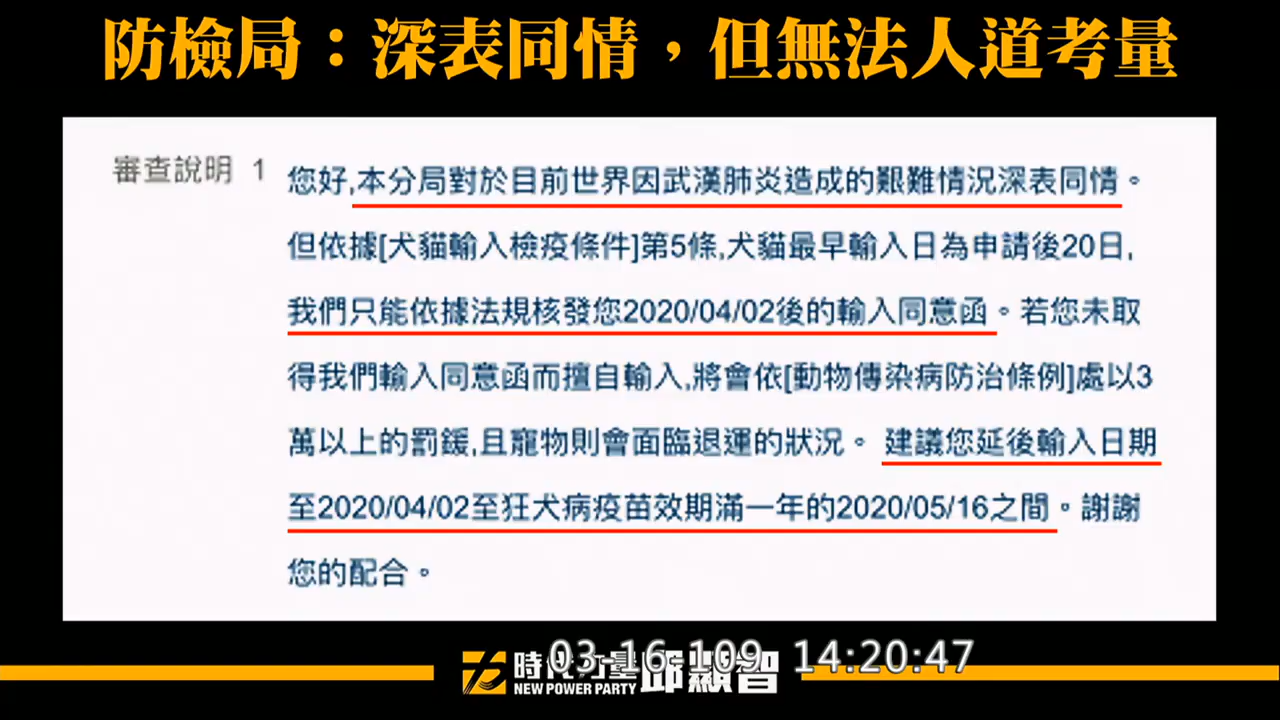 防檢局：深表同情，但無法人道考量
審查說明 1
您好,本分局對於目前世界因武漢肺炎造成的艱難情況深表同情。
但依據[犬貓輸入檢疫條件]第5條,犬貓最早輸入日為申請後20日,
我們只能依據法規核發您2020/04/02後的輸入同意函。若您未取
得我們輸入同意函而擅自輸入,將會依[動物傳染病防治條例]處以3
萬以上的罰鍰,且寵物則會面臨退運的狀況。 建議您延後輸入日期
至2020/04/02至狂犬病疫苗效期滿一年的2020/05/16之間。謝謝
您的配合。
03-16-109 14:20:47
時代力量 邱顯智
NEW POWER PARTY